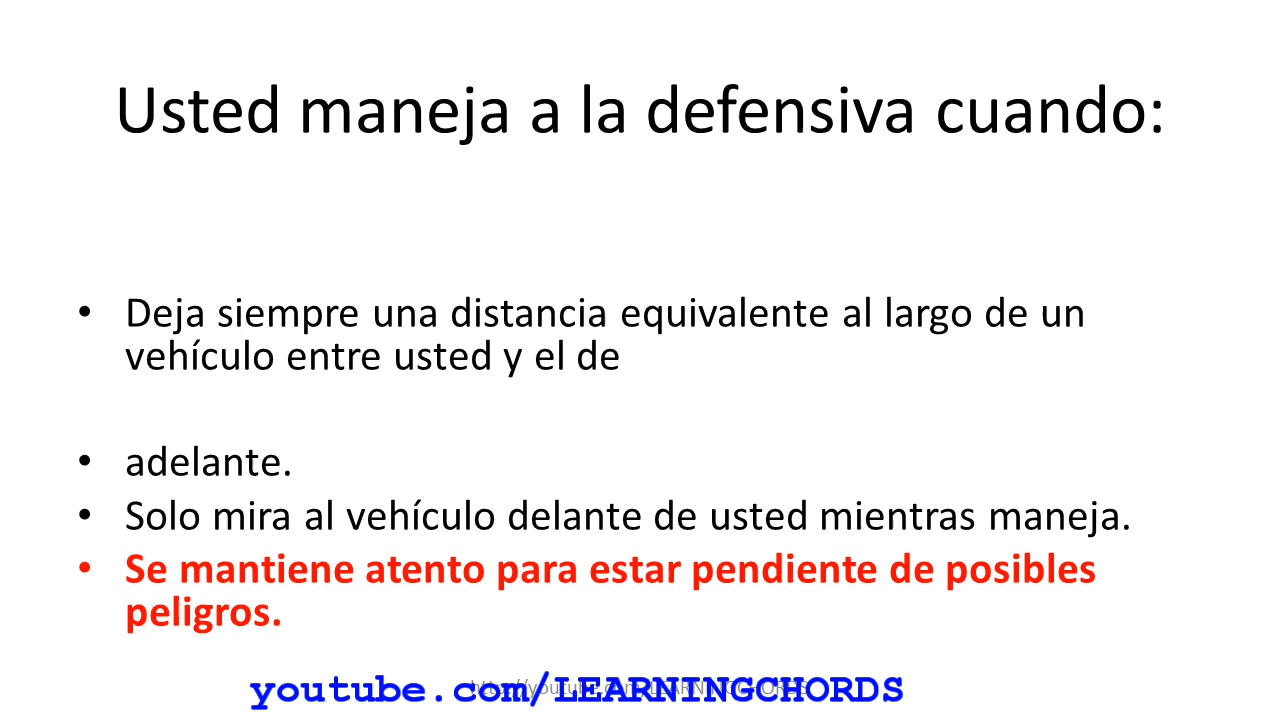 Usted maneja a la defensiva cuando:
• Deja siempre una distancia equivalente al largo de un
vehículo entre usted y el de
• adelante.
• Solo mira al vehículo delante de usted mientras maneja.
• Se mantiene atento para estar pendiente de posibles
peligros.
youtube.com/LEARNINGCHORDS